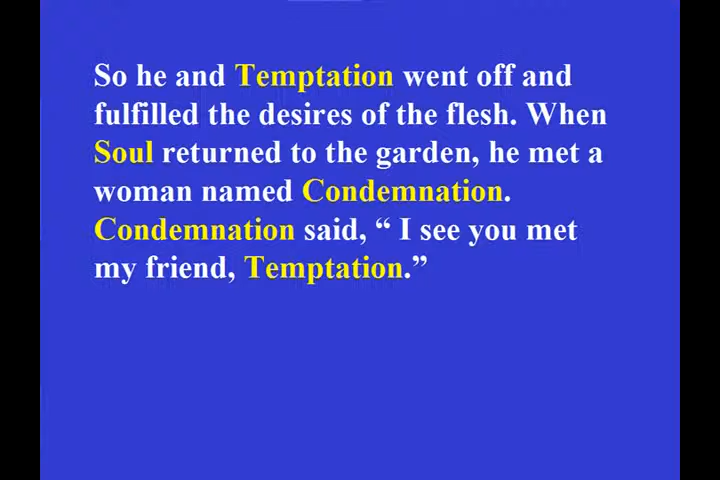 So he and Temptation went off and
fulfilled the desires of the flesh. When
Soul returned to the garden, he met a
woman named Condemnation.
Condemnation said, “ I see you met
my friend, Temptation.”